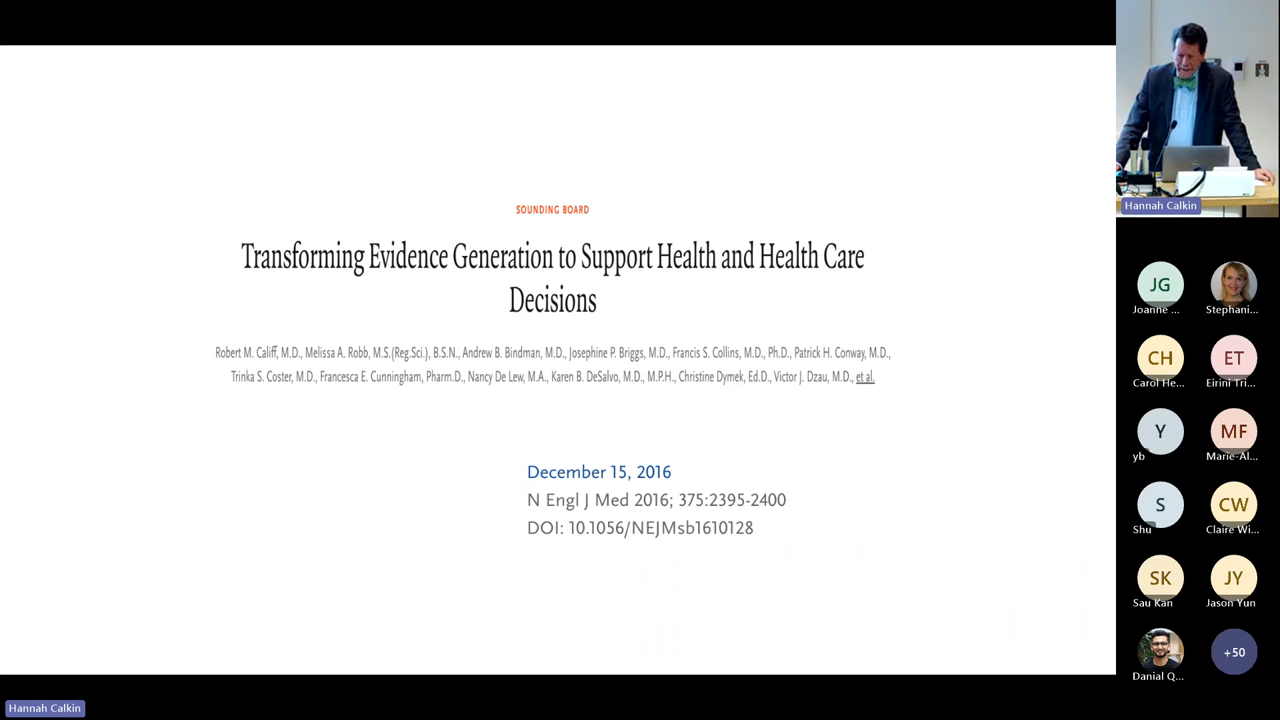 SOUNDING BOARD
Transforming Evidence Generation to Support Health and Health Care
Decisions
Robert M. Califf, M.D., Melissa A. Robb, M.S.(Reg.Sci.), B.S.N., Andrew B. Bindman, M.D., Josephine P. Briggs, M.D., Francis S. Collins, M.D., Ph.D., Patrick H. Conway, M.D.,
Trinka S. Coster, M.D., Francesca E. Cunningham, Pharm.D., Nancy De Lew, M.A., Karen B. DeSalvo, M.D., M.P.H., Christine Dymek, Ed.D., Victor J. Dzau, M.D., et al.
December 15, 2016
N Engl J Med 2016; 375:2395-2400
DOI: 10.1056/NEJMsb1610128
Hannah Calkin
JG
Joanne ...
Stephani...
CH
Carol He...
ET
Eirini Tri...
Y
yb
MF
Marie-Al...
S
Shu
CW
Claire Wi...
SK
Sau Kan
JY
Jason Yun
Danial Q...
+50
Hannah Calkin